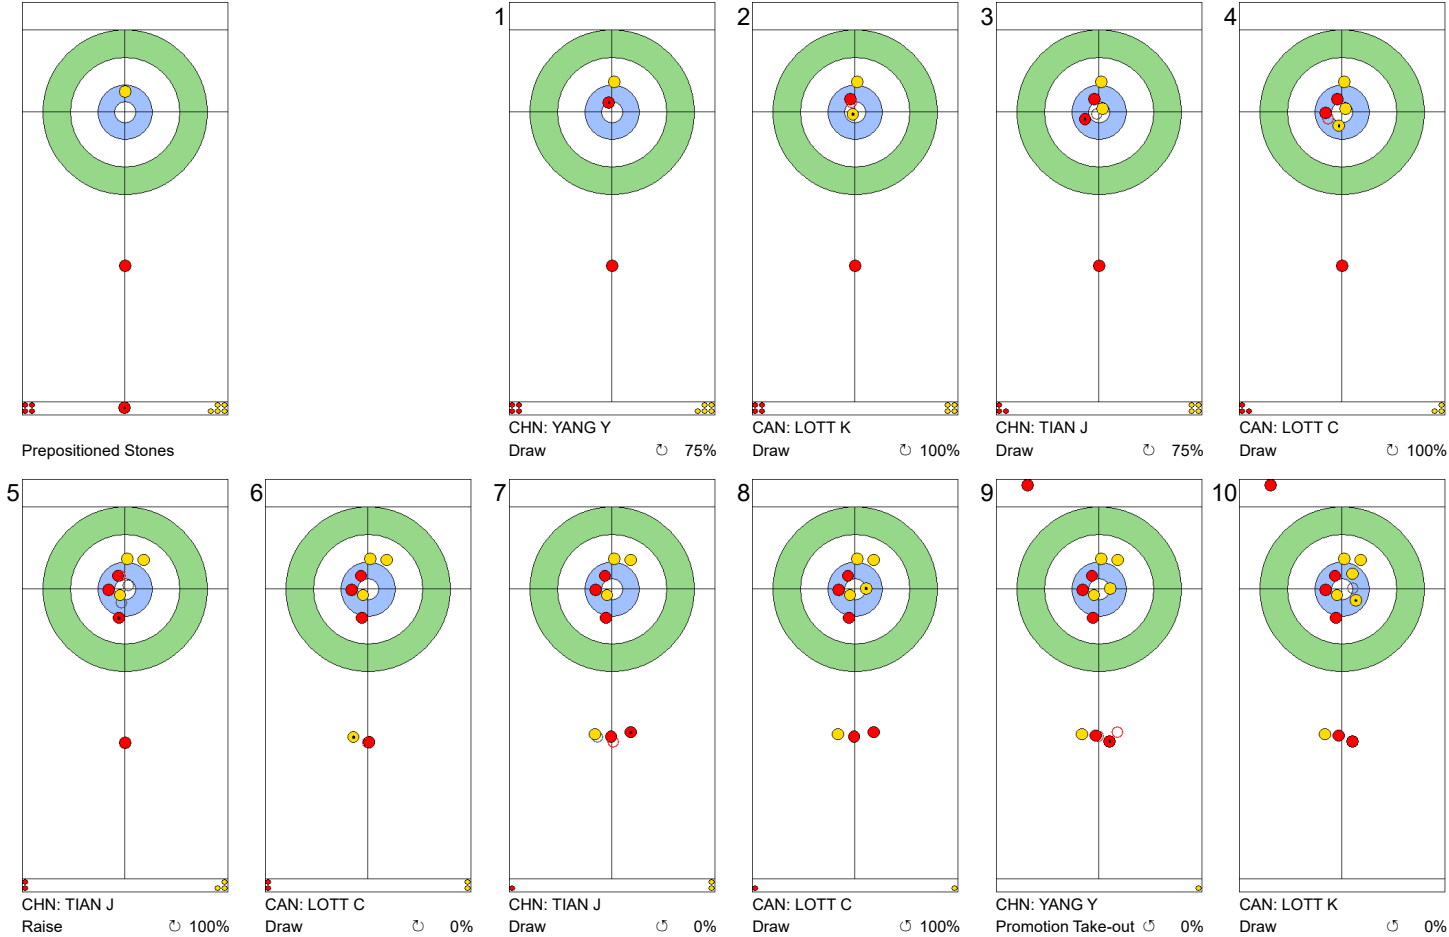 Prepositioned Stones
1
CHN: YANG Y
Draw ↻ 75%
2
CAN: LOTT K
Draw ↻ 100%
3
CHN: TIAN J
Draw ↻ 75%
4
CAN: LOTT C
Draw ↻ 100%
5
CHN: TIAN J
Raise ↻ 100%
6
CAN: LOTT C
Draw ↻ 0%
7
CHN: TIAN J
Draw ↺ 0%
8
CAN: LOTT C
Draw ↺ 100%
9
CHN: YANG Y
Promotion Take-out ↺ 0%
10
CAN: LOTT K
Draw ↺ 0%